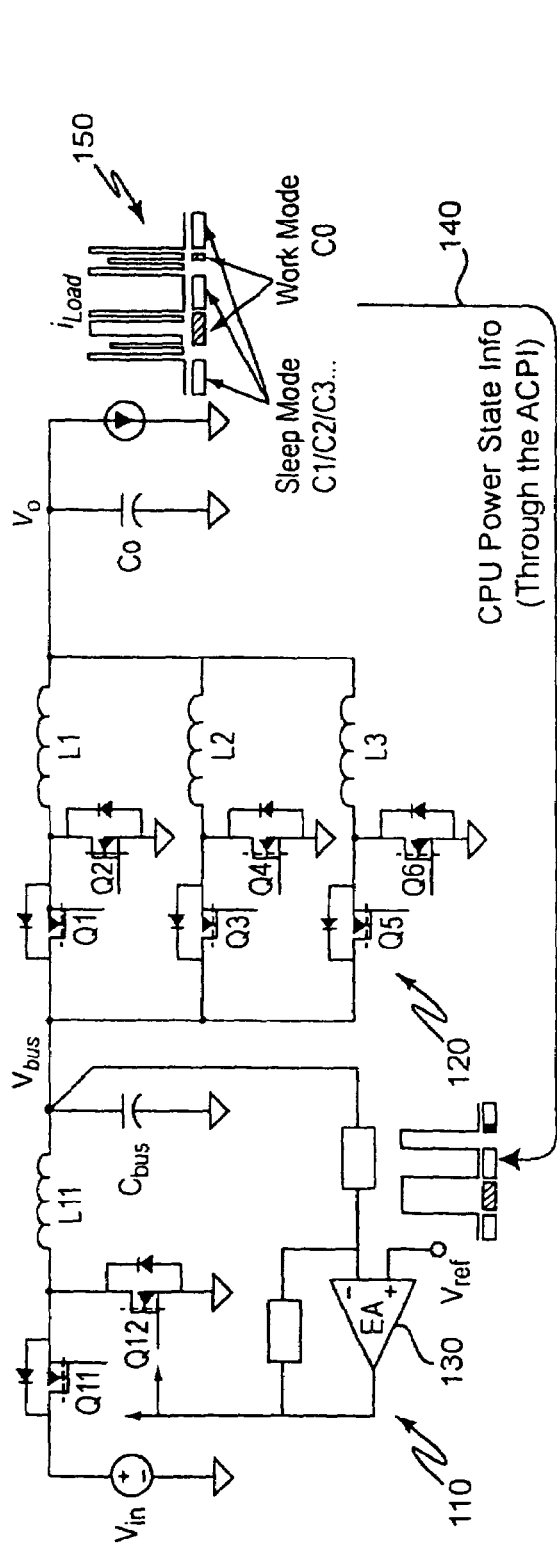 V_in
Q11
Q12
L11
V_bus
C_bus
EA
-
+
V_ref
130
110
Q1
Q2
L1
Q3
Q4
L2
Q5
Q6
L3
120
V_o
Co
i_Load
150
Sleep Mode
C1/C2/C3...
Work Mode
C0
CPU Power State Info
(Through the ACPI)
140